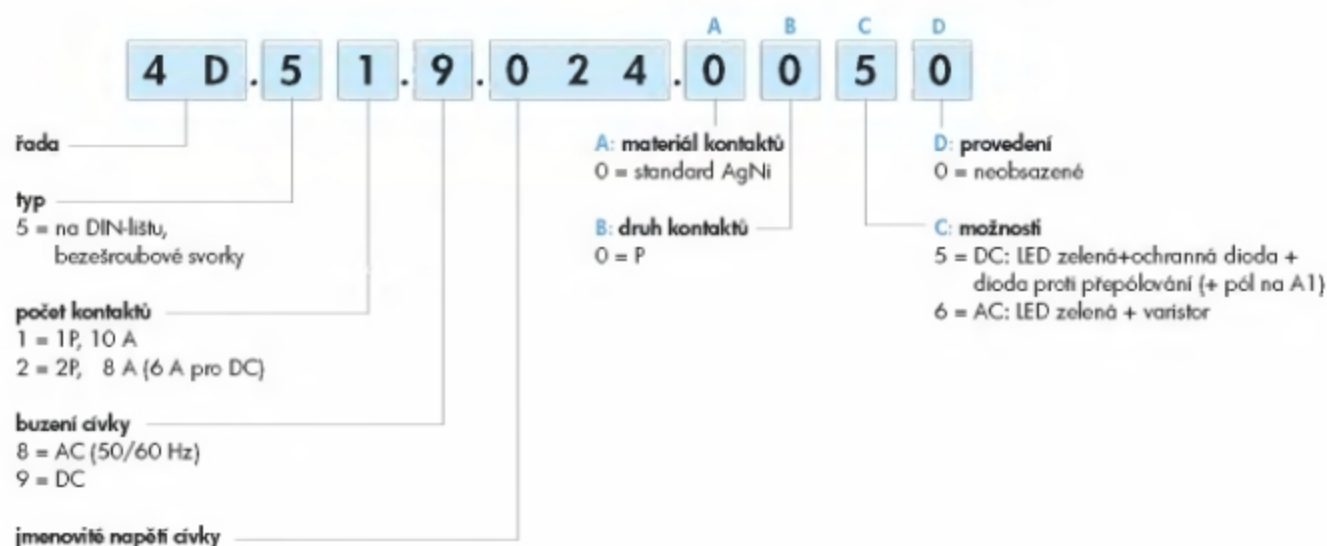 A B C D
4 D . 5 1 . 9 . 0 2 4 . 0 0 5 0
řada
typ
5 = na DIN-lištu,
bezešroubové svorky
počet kontaktů
1 = 1P, 10 A
2 = 2P, 8 A (6 A pro DC)
buzení cívky
8 = AC (50/60 Hz)
9 = DC
jmenovité napětí cívky
A: materiál kontaktů
0 = standard AgNi
B: druh kontaktů
0 = P
D: provedení
0 = neobsazené
C: možnosti
5 = DC: LED zelená+ochranná dioda +
dioda proti přepólování (+ pól na A1)
6 = AC: LED zelená + varistor